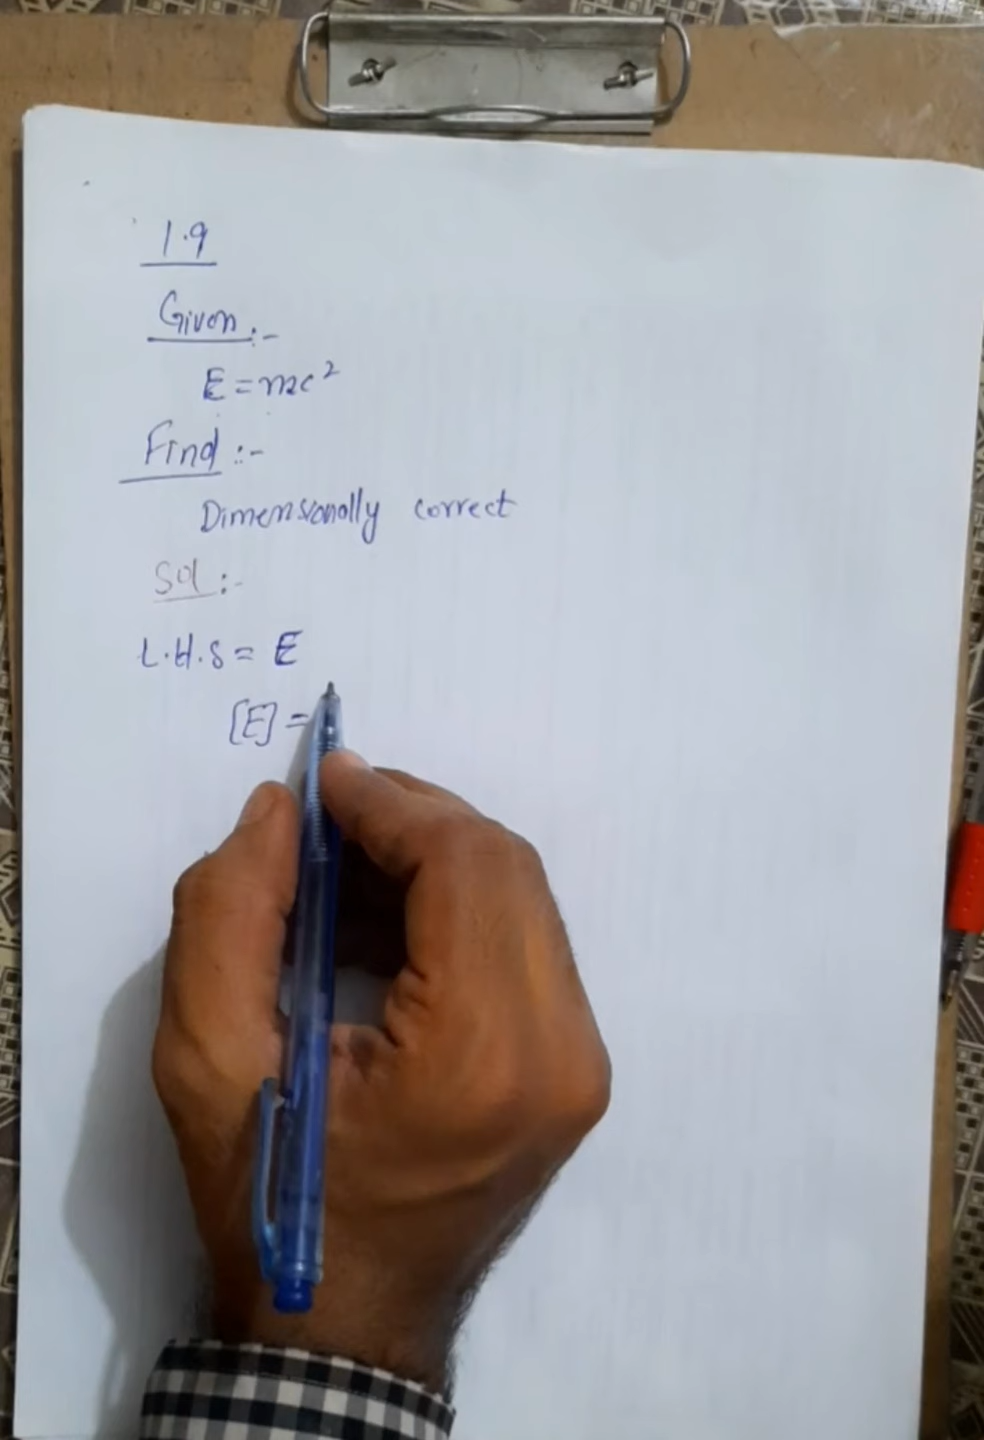 1.9
Given :-
E = mc²
Find :-
Dimensionally correct
Sol :-
L.H.S = E
[E] =